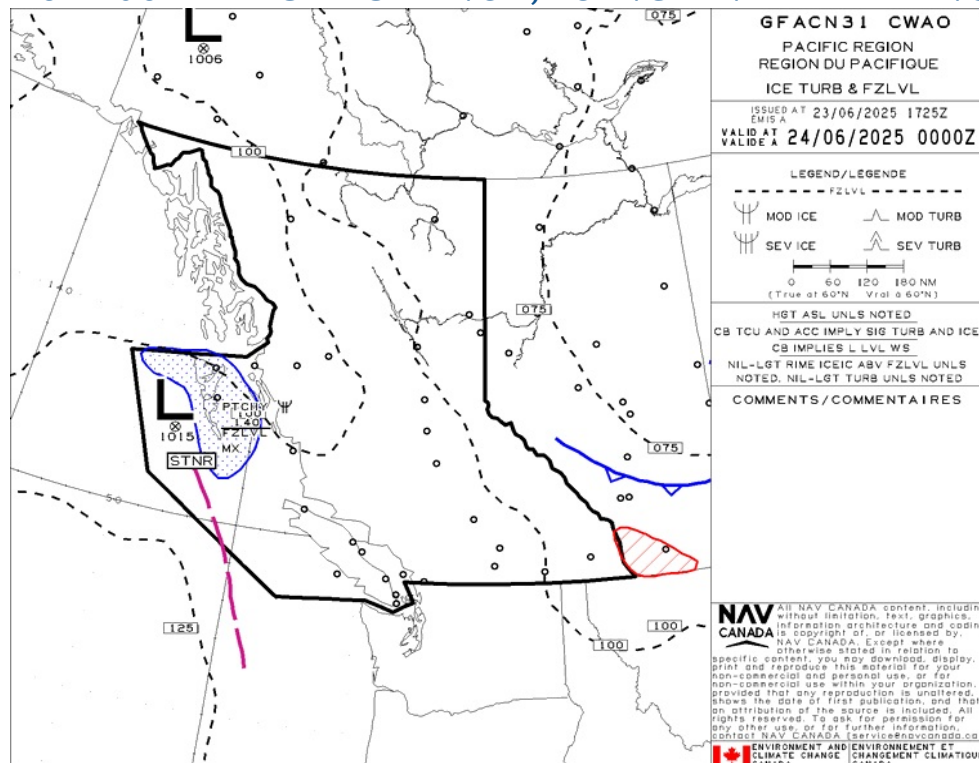 GFACN31 CWAO
PACIFIC REGION
REGION DU PACIFIQUE
ICE TURB & FZLVL
ISSUED AT 23/06/2025 1725Z
ÉMIS A
VALID AT 24/06/2025 0000Z
VALIDE A
LEGEND/LÉGENDE
FZLVL
MOD ICE
MOD TURB
SEV ICE
SEV TURB
0 60 120 180 NM
(True at 60°N Vrai à 60°N)
HGT ASL UNLS NOTED
CB TCU AND ACC IMPLY SIG TURB AND ICE
CB IMPLIES L LVL WS
NIL-LGT RIME ICEIC ABV FZLVL UNLS
NOTED. NIL-LGT TURB UNLS NOTED
COMMENTS/COMMENTAIRES
L
1006
075
100
140
075
L
1015
STNR
PTCHY
140
FZLVL
MX
075
50
125
100
100
NAV
CANADA
All NAV CANADA content, including
without limitation, text, graphics,
information architecture and coding
is copyright of, or licensed by,
NAV CANADA. Except where
otherwise stated in relation to
specific content, you may download, display,
print and reproduce this material for your
non-commercial and personal use, or for
non-commercial use within your organization,
provided that any reproduction is unaltered,
shows the date of first publication, and that
an attribution of the source is included. All
rights reserved. To ask for permission for
any other use, or for further information,
contact NAV CANADA [service@navcanada.ca]
ENVIRONMENT AND
CLIMATE CHANGE
CANADA
ENVIRONNEMENT ET
CHANGEMENT CLIMATIQUE
CANADA